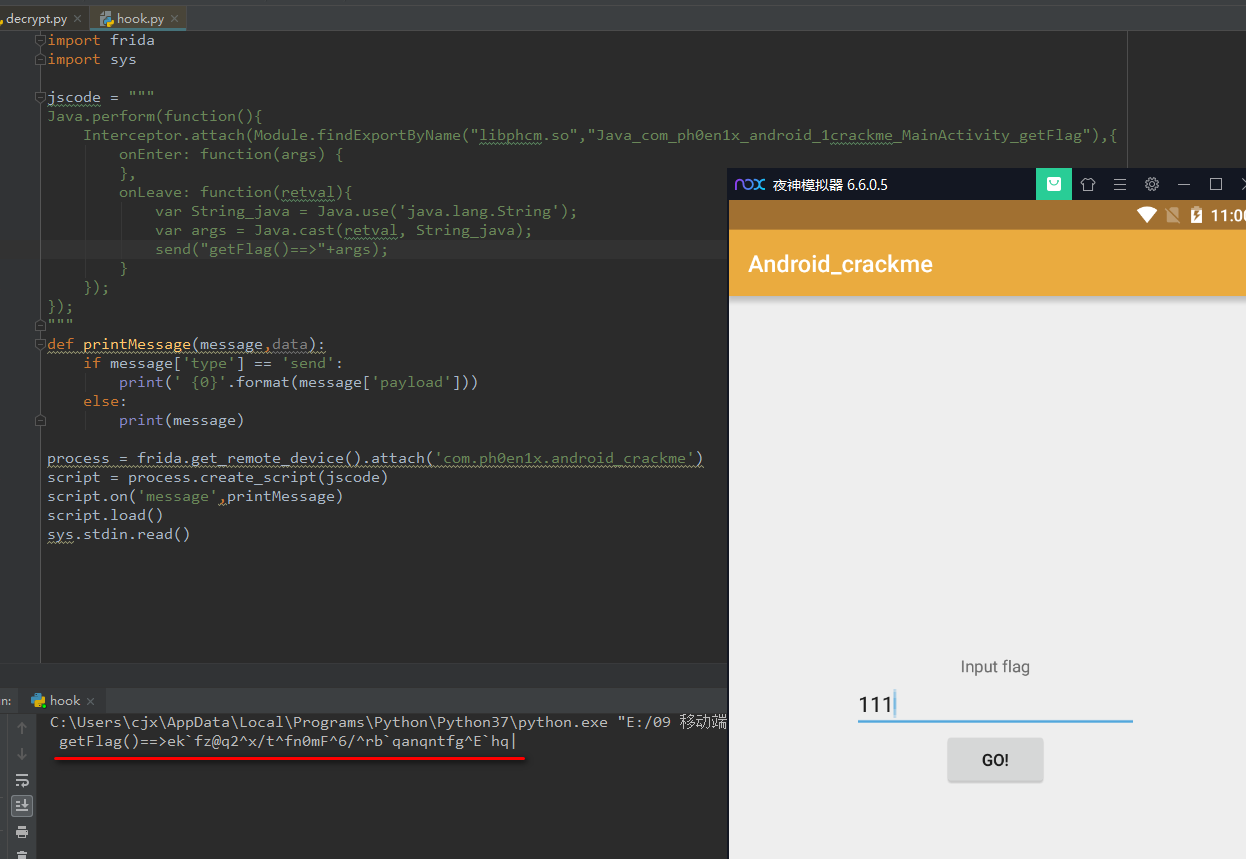 decrypt.py
hook.py
import frida
import sys
jscode = """
Java.perform(function(){
    Interceptor.attach(Module.findExportByName("libphcm.so","Java_com_ph0en1x_android_1crackme_MainActivity_getFlag"),{
        onEnter: function(args) {
        },
        onLeave: function(retval){
            var String_java = Java.use('java.lang.String');
            var args = Java.cast(retval, String_java);
            send("getFlag()==>"+args);
        }
    });
});
"""
def printMessage(message,data):
    if message['type'] == 'send':
        print(' {0}'.format(message['payload']))
    else:
        print(message)
process = frida.get_remote_device().attach('com.ph0en1x.android_crackme')
script = process.create_script(jscode)
script.on('message',printMessage)
script.load()
sys.stdin.read()
nox 夜神模拟器 6.6.0.5
11:0
Android_crackme
Input flag
111
GO!
n: hook
C:\Users\cjx\AppData\Local\Programs\Python\Python37\python.exe "E:/09 移动端
 getFlag()==>ek`fz@q2^x/t^fn0mF^6/^rb`qanqntfg^E`hq|